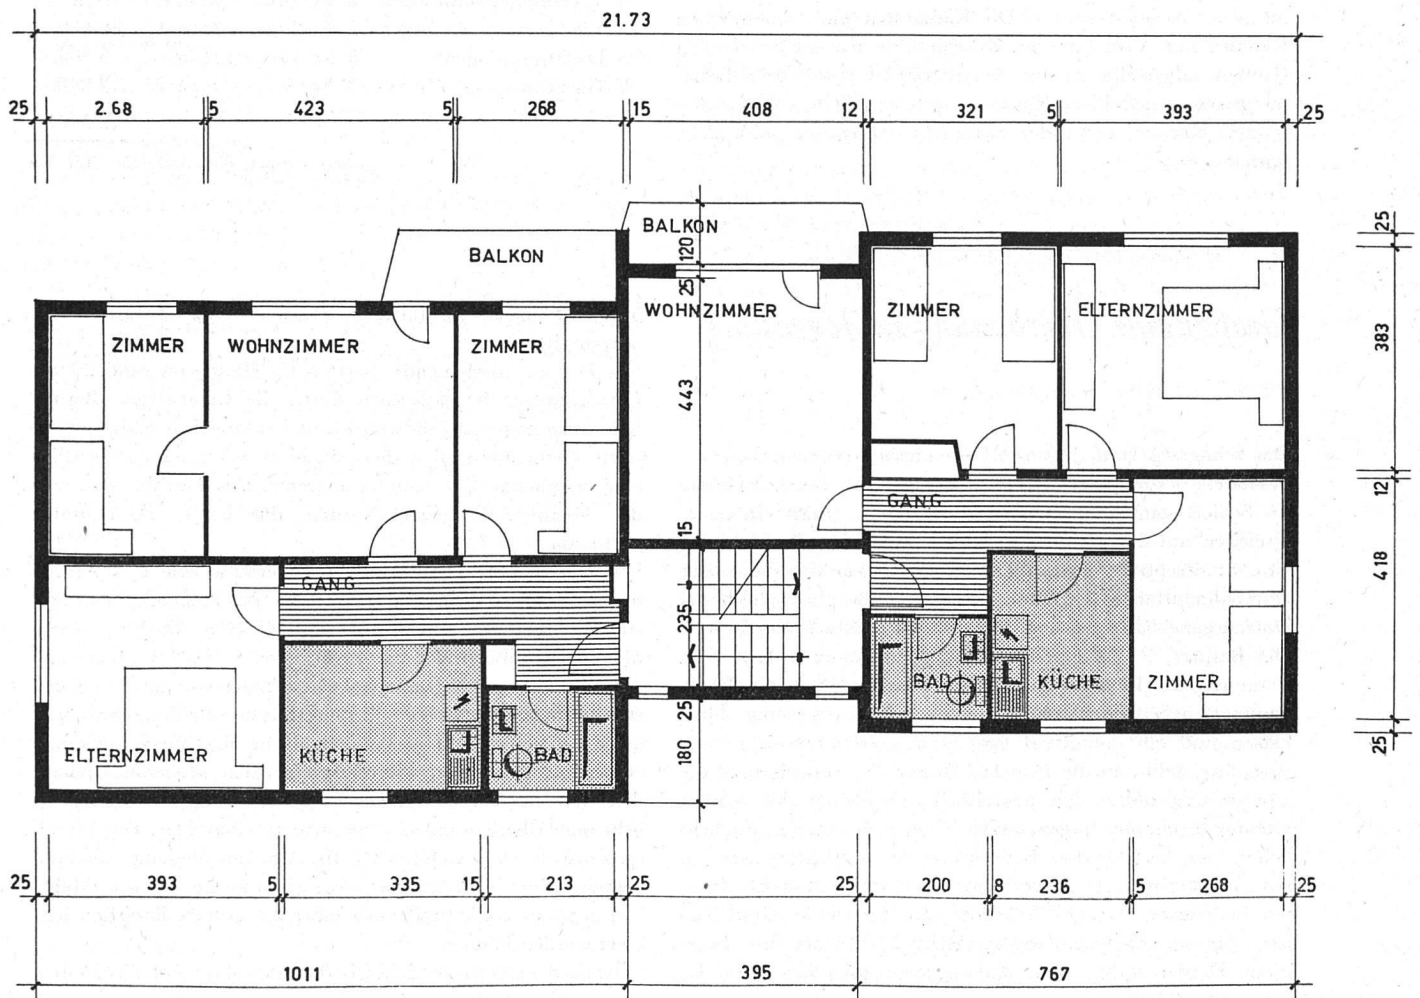 21.73
25 2.68 5 423 5 268 15 408 12 321 5 393 25
BALKON
BALKON
120
25
25
ZIMMER
WOHNZIMMER
ZIMMER
WOHNZIMMER
ZIMMER
ELTERNZIMMER
383
443
12
GANG
15
GANG
418
235
BAD
KÜCHE
ZIMMER
25
25
ELTERNZIMMER
KÜCHE
BAD
180
25 393 5 335 15 213 25 25 200 8 236 5 268 25
1011 395 767